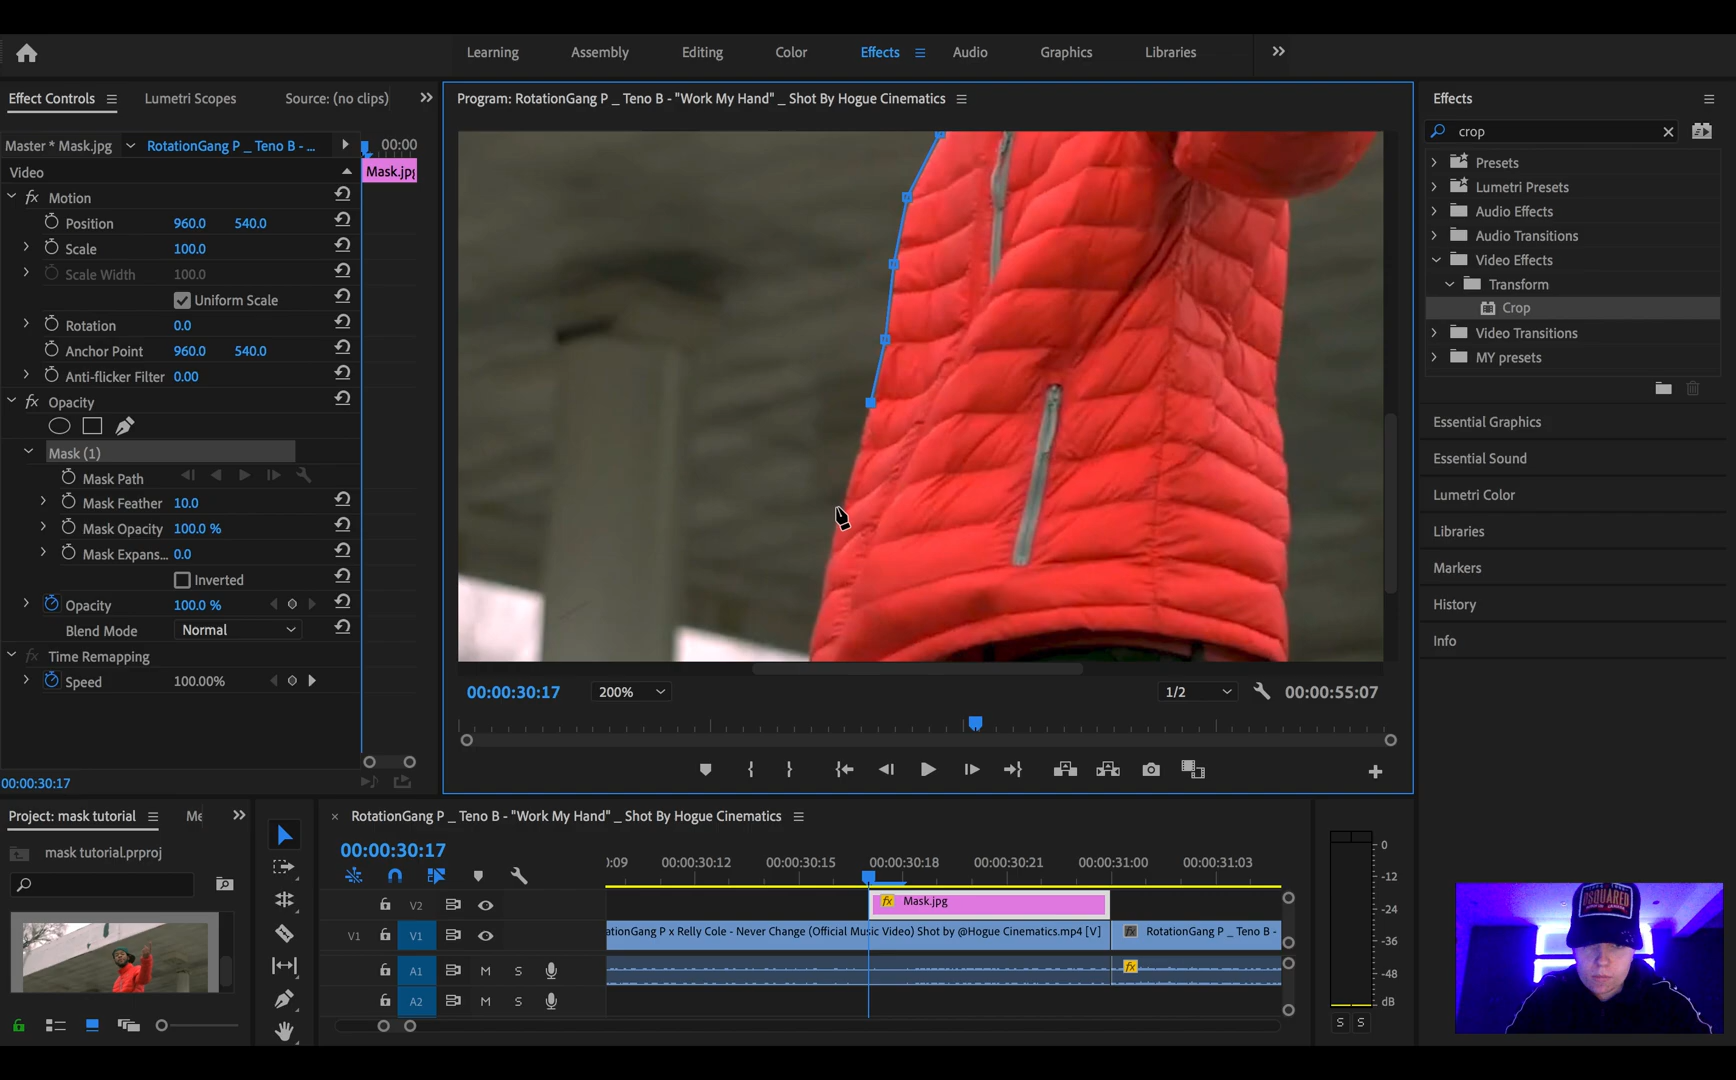 Learning Assembly Editing Color Effects Audio Graphics Libraries
Effect Controls Lumetri Scopes Source: (no clips)
Program: RotationGang P _ Teno B - "Work My Hand" _ Shot By Hogue Cinematics
Effects
Master * Mask.jpg RotationGang P _ Teno B - ... 00:00
crop
Video Mask.jpg
Motion
Position 960.0 540.0
Scale 100.0
Scale Width 100.0
Uniform Scale
Rotation 0.0
Anchor Point 960.0 540.0
Anti-flicker Filter 0.00
fx Opacity
Mask (1)
Mask Path
Mask Feather 10.0
Mask Opacity 100.0 %
Mask Expans... 0.0
Inverted
Opacity 100.0 %
Blend Mode Normal
fx Time Remapping
Speed 100.00%
00:00:30:17
Presets
Lumetri Presets
Audio Effects
Audio Transitions
Video Effects
Transform
Crop
Video Transitions
MY presets
Essential Graphics
Essential Sound
Lumetri Color
Libraries
Markers
History
Info
00:00:30:17 200% 1/2 00:00:55:07
Project: mask tutorial Me
mask tutorial.prproj
RotationGang P _ Teno B - "Work My Hand" _ Shot By Hogue Cinematics
00:00:30:17
):09 00:00:30:12 00:00:30:15 00:00:30:18 00:00:30:21 00:00:31:00 00:00:31:03
V2 fx Mask.jpg
V1 V1 ationGang P x Relly Cole - Never Change (Official Music Video) Shot by @Hogue Cinematics.mp4 [V] fx RotationGang P _ Teno B -
A1 M S fx
A2 M S
0
-12
-24
-36
-48
dB
S S
DSQUARED